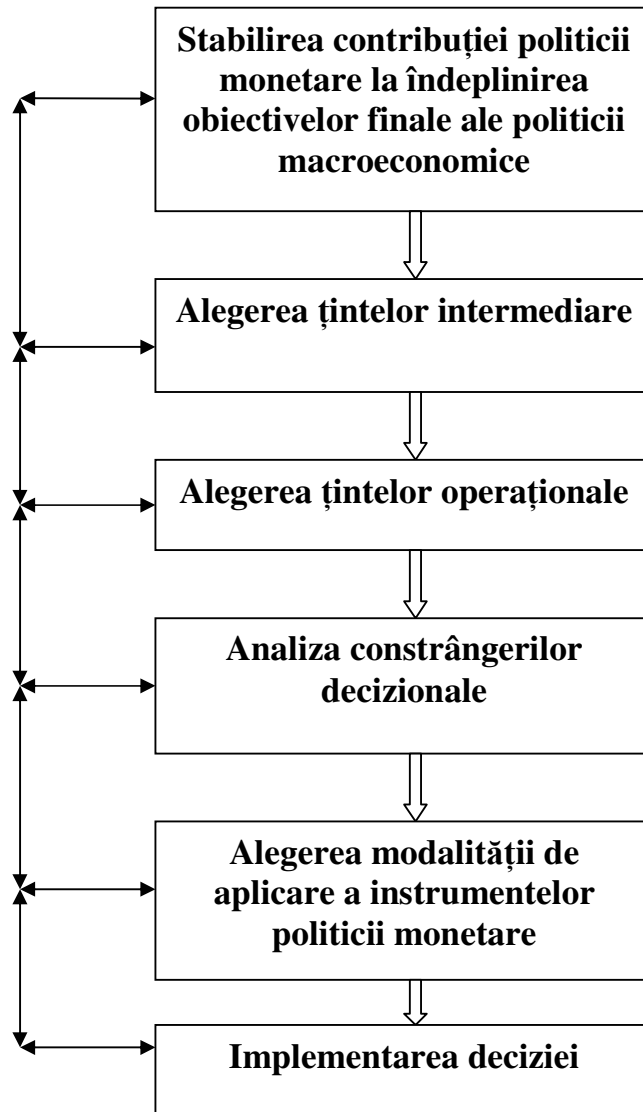 Stabilirea contribuției politicii
monetare la îndeplinirea
obiectivelor finale ale politicii
macroeconomice
Alegerea țintelor intermediare
Alegerea țintelor operaționale
Analiza constrângerilor
decizionale
Alegerea modalității de
aplicare a instrumentelor
politicii monetare
Implementarea deciziei